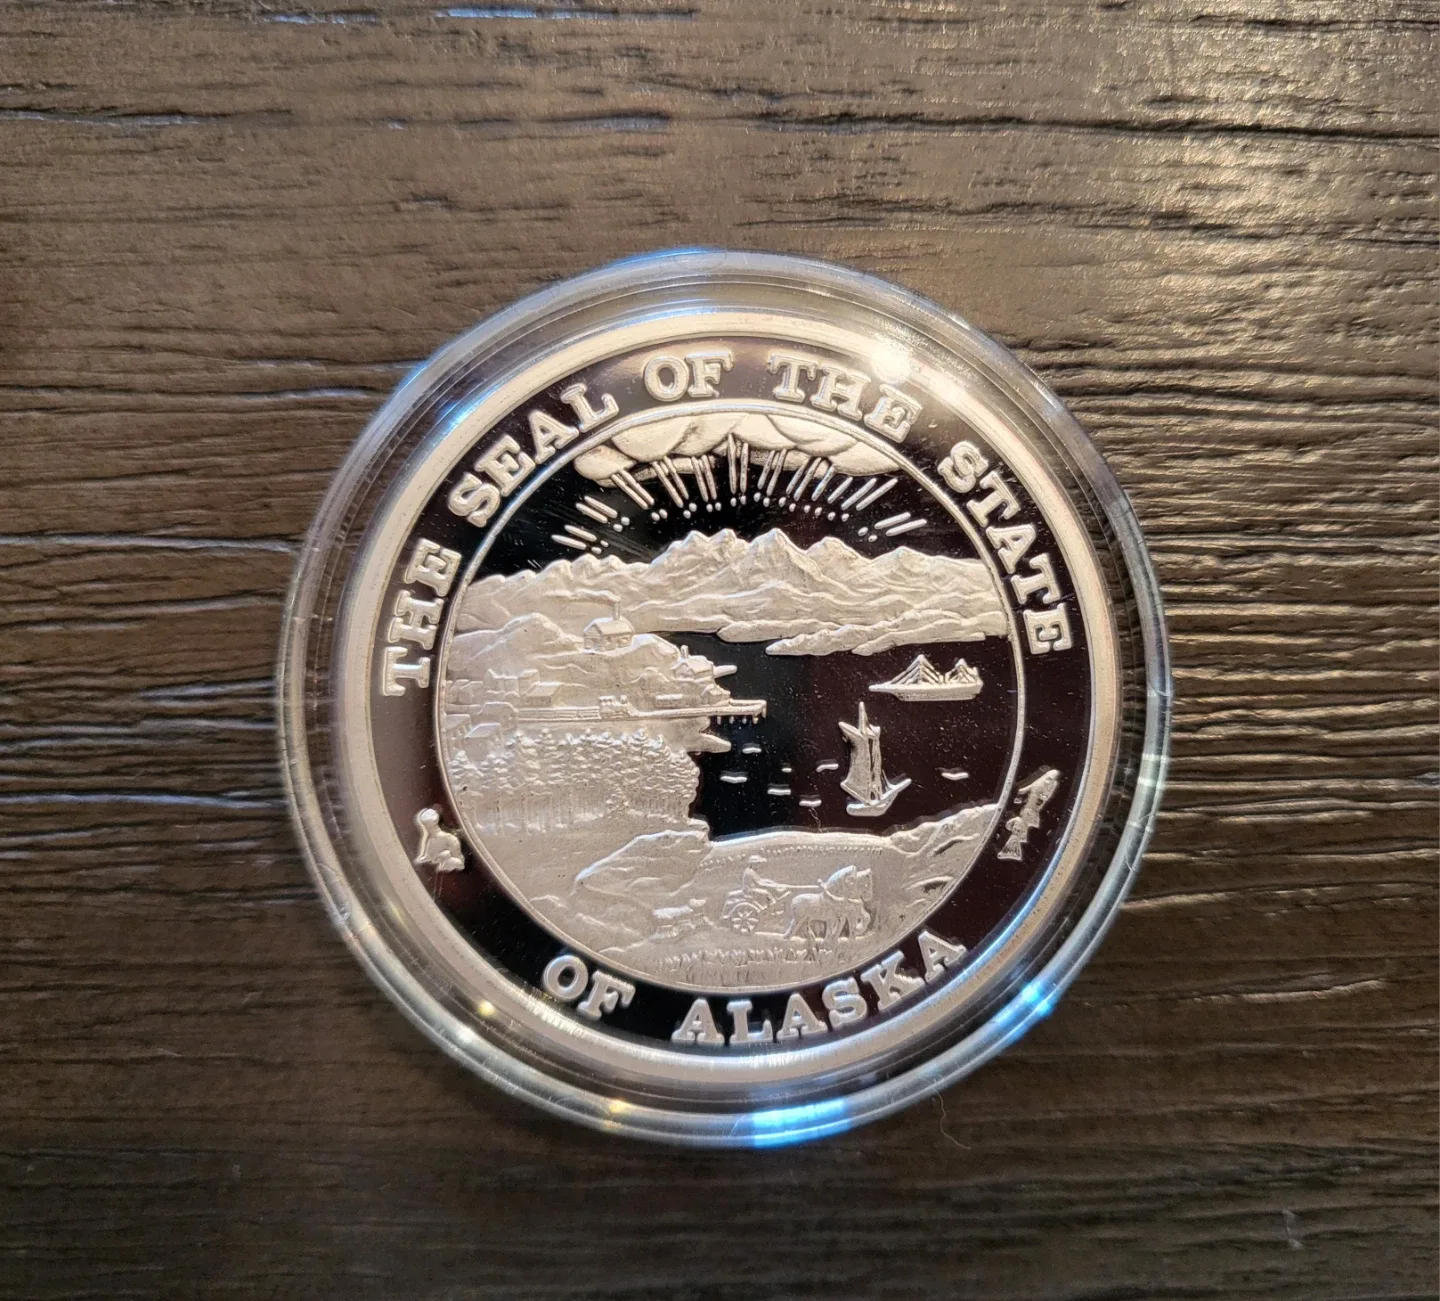 THE SEAL OF THE STATE
OF ALASKA